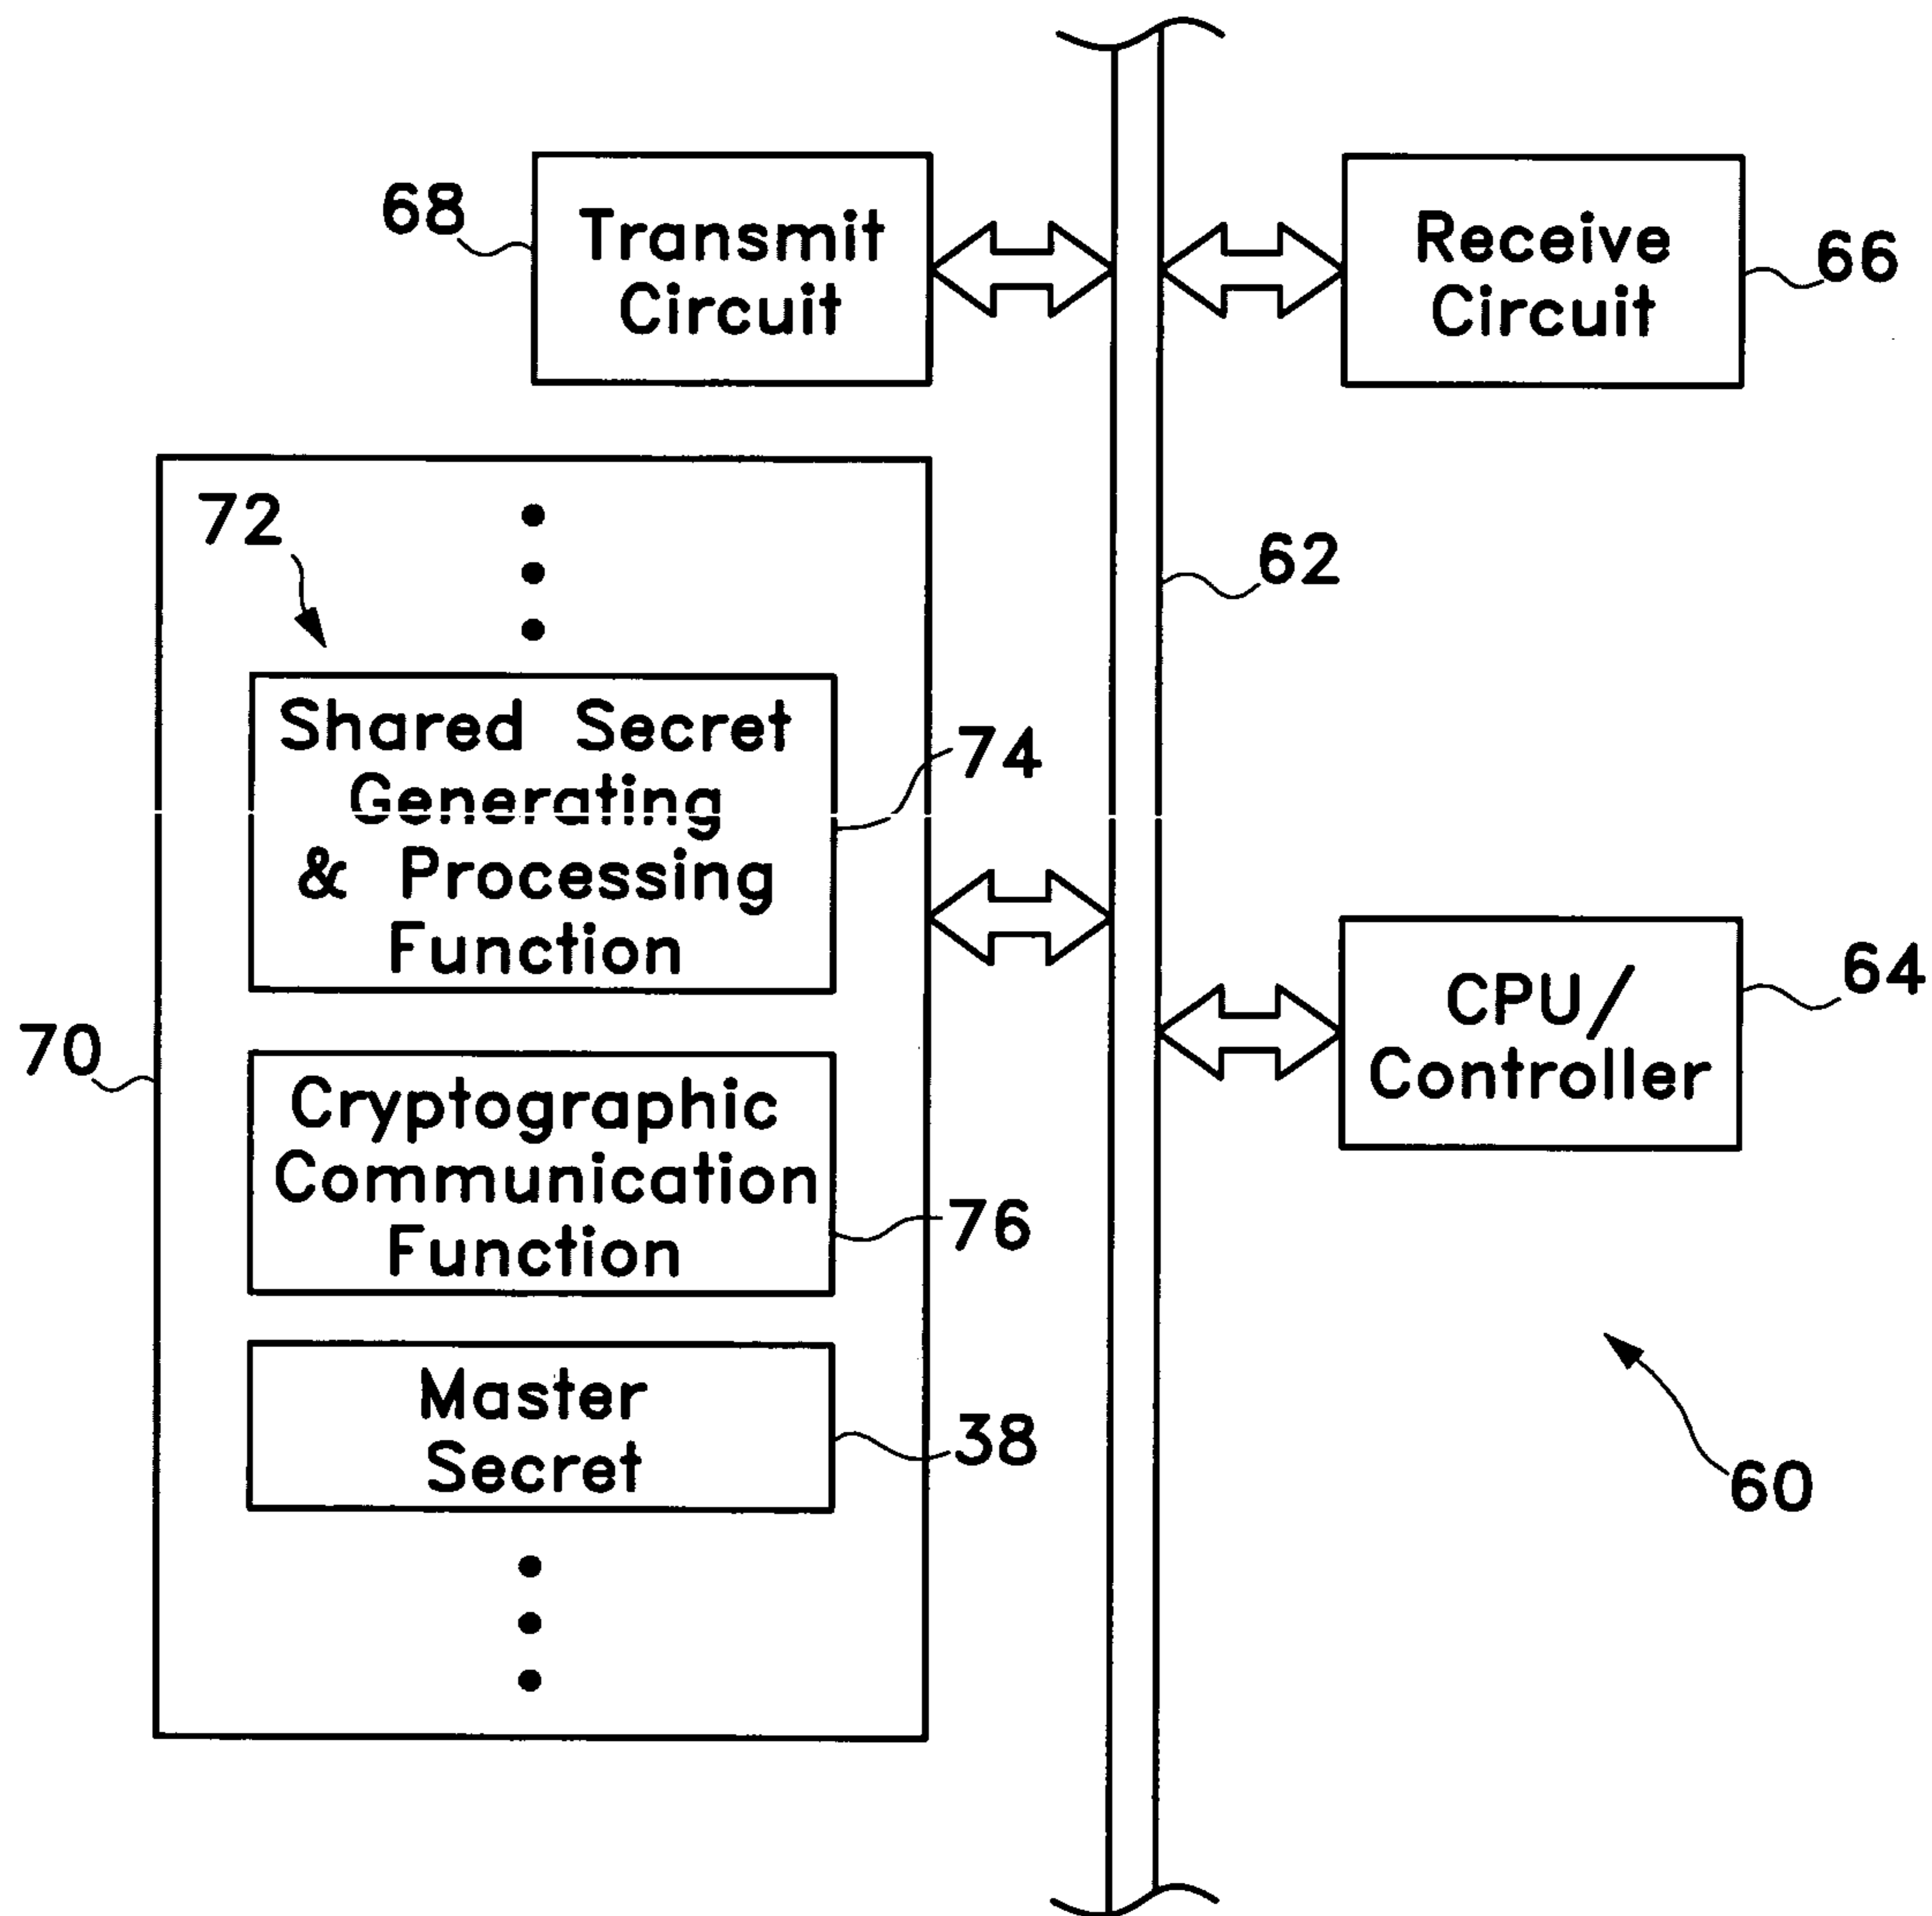 68
Transmit
Circuit
Receive
Circuit
66
72
62
Shared Secret
Generating
& Processing
Function
74
CPU/
Controller
64
70
Cryptographic
Communication
Function
76
Master
Secret
38
60